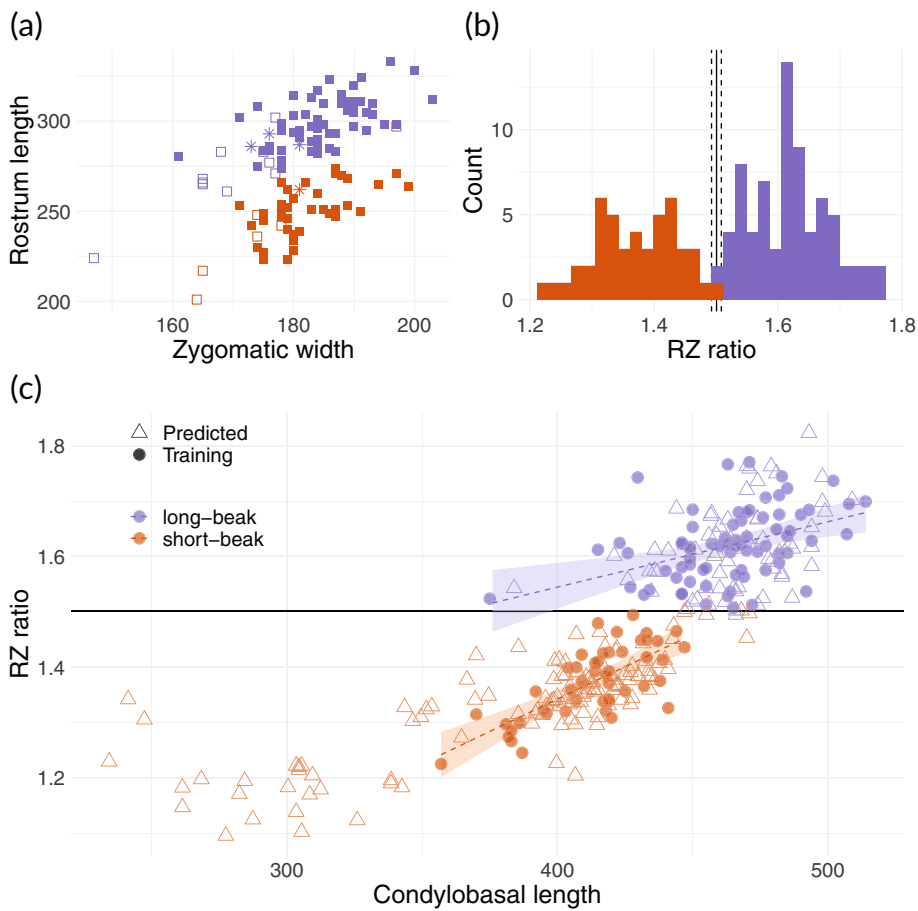 (a)
Rostrum length
300
250
200
160
180
200
Zygomatic width
(b)
Count
10
5
0
1.2
1.4
1.6
1.8
RZ ratio
(c)
Predicted
Training
long-beak
short-beak
RZ ratio
1.8
1.6
1.4
1.2
300
400
500
Condylobasal length